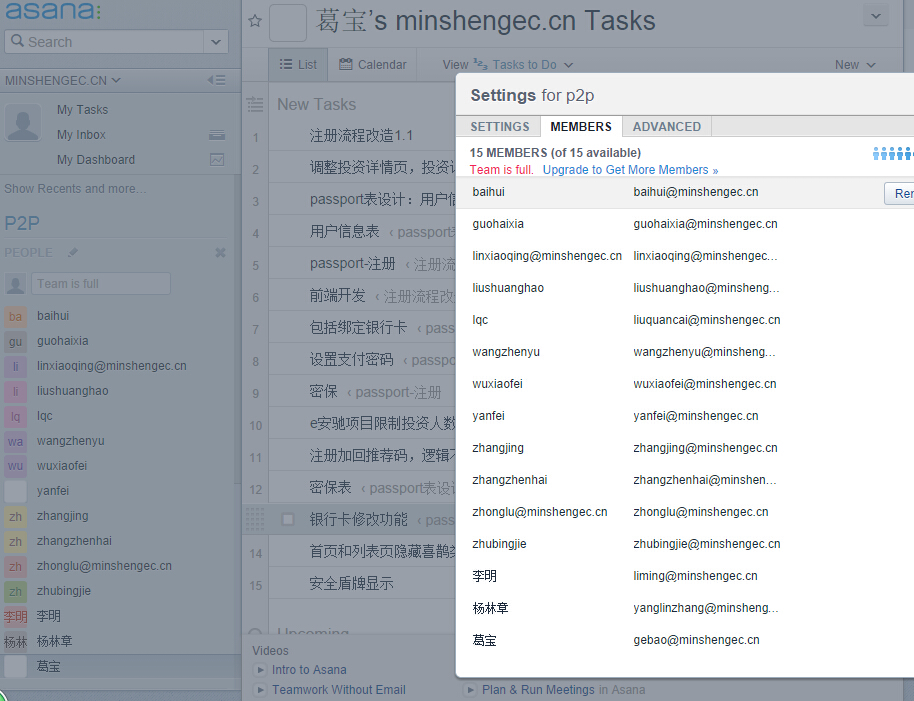 asana:
Search
MINSHENGEC.CN
My Tasks
My Inbox
My Dashboard
Show Recents and more...
P2P
PEOPLE
Team is full
ba baihui
gu guohaixia
li linxiaoqing@minshengec.cn
li liushuanghao
lq lqc
wa wangzhenyu
wu wuxiaofei
yanfei
zh zhangjing
zh zhangzhenhai
zh zhonglu@minshengec.cn
zh zhubingjie
李明 李明
杨林 杨林章
葛宝
葛宝's minshengec.cn Tasks
List Calendar View Tasks to Do New
New Tasks
1 注册流程改造1.1
2 调整投资详情页，投资
3 passport表设计：用户
4 用户信息表 ‹ passport
5 passport-注册 ‹ 注册流
6 前端开发 ‹ 注册流程改
7 包括绑定银行卡 ‹ pass
8 设置支付密码 ‹ passpo
9 密保 ‹ passport-注册
10 e安驰项目限制投资人数
11 注册加回推荐码，逻辑
12 密保表 ‹ passport表设
银行卡修改功能 ‹ pass
14 首页和列表页隐藏喜鹊
15 安全盾牌显示
Upcoming
Videos
Intro to Asana
Teamwork Without Email
Plan & Run Meetings in Asana
Settings for p2p
SETTINGS MEMBERS ADVANCED
15 MEMBERS (of 15 available)
Team is full. Upgrade to Get More Members »
baihui baihui@minshengec.cn Rer
guohaixia guohaixia@minshengec.cn
linxiaoqing@minshengec.cn linxiaoqing@minshengec...
liushuanghao liushuanghao@minsheng...
lqc liuquancai@minshengec.cn
wangzhenyu wangzhenyu@minsheng...
wuxiaofei wuxiaofei@minshengec.cn
yanfei yanfei@minshengec.cn
zhangjing zhangjing@minshengec.cn
zhangzhenhai zhangzhenhai@minshen...
zhonglu@minshengec.cn zhonglu@minshengec.cn
zhubingjie zhubingjie@minshengec.cn
李明 liming@minshengec.cn
杨林章 yanglinzhang@minsheng...
葛宝 gebao@minshengec.cn